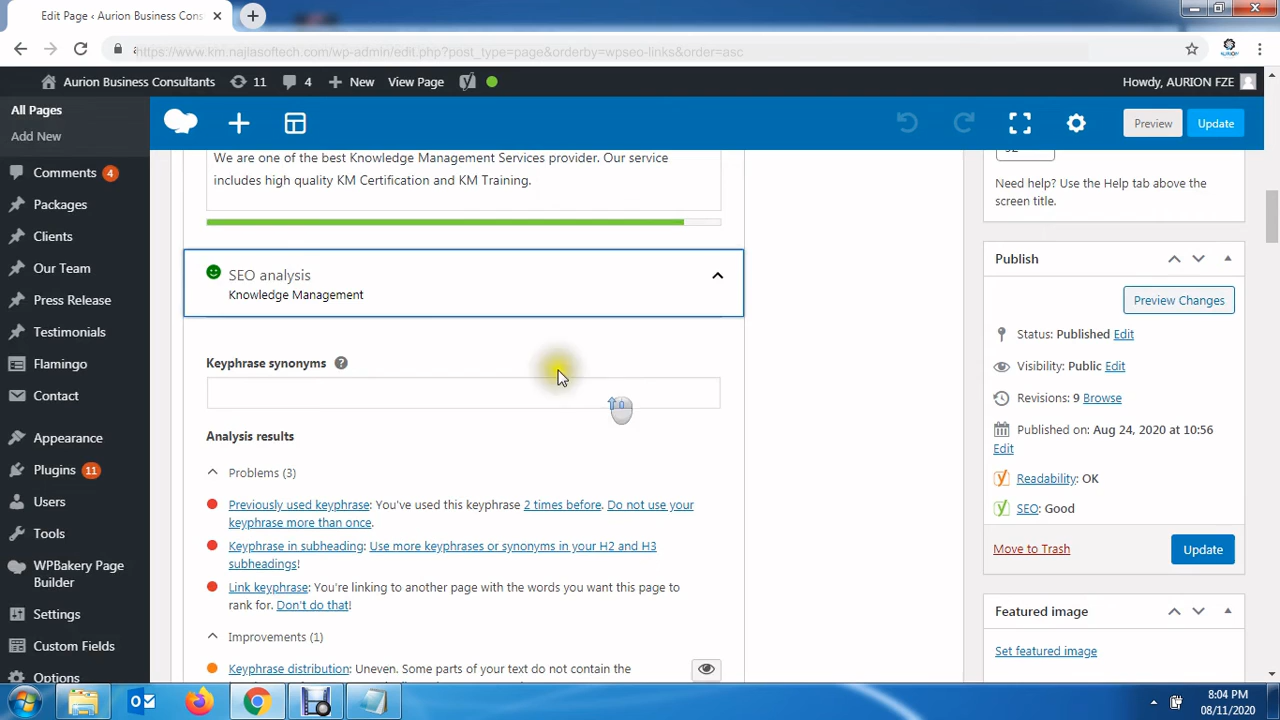 Edit Page ‹ Aurion Business Cons
https://www.km.najlasoftech.com/wp-admin/edit.php?post_type=page&orderby=wpseo-links&order=asc
Aurion Business Consultants
11
4
New
View Page
Howdy, AURION FZE
All Pages
Add New
Comments 4
Packages
Clients
Our Team
Press Release
Testimonials
Flamingo
Contact
Appearance
Plugins 11
Users
Tools
WPBakery Page
Builder
Settings
Custom Fields
Options
Preview
Update
We are one of the best Knowledge Management Services provider. Our service
includes high quality KM Certification and KM Training.
SEO analysis
Knowledge Management
Keyphrase synonyms ?
Analysis results
Problems (3)
Previously used keyphrase: You've used this keyphrase 2 times before. Do not use your
keyphrase more than once.
Keyphrase in subheading: Use more keyphrases or synonyms in your H2 and H3
subheadings!
Link keyphrase: You're linking to another page with the words you want this page to
rank for. Don't do that!
Improvements (1)
Keyphrase distribution: Uneven. Some parts of your text do not contain the
Need help? Use the Help tab above the
screen title.
Publish
Preview Changes
Status: Published Edit
Visibility: Public Edit
Revisions: 9 Browse
Published on: Aug 24, 2020 at 10:56
Edit
Readability: OK
SEO: Good
Move to Trash
Update
Featured image
Set featured image
8:04 PM
08/11/2020